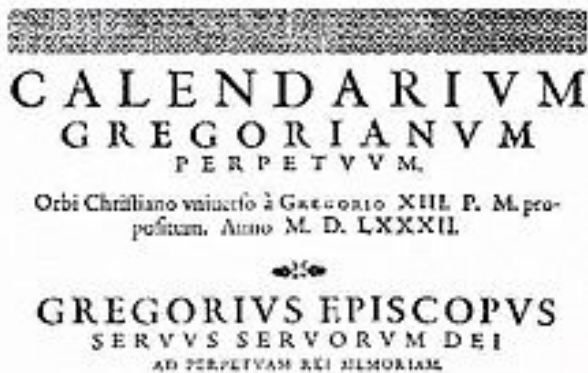 CALENDARIVM
GREGORIANVM
PERPETVVM.
Orbi Chriſtiano vniuerſo à GREGORIO XIII. P. M. pro-
poſitum. Anno M. D. LXXXII.
GREGORIVS EPISCOPVS
SERVVS SERVORVM DEI
AD PERPETVAM REI MEMORIAM.